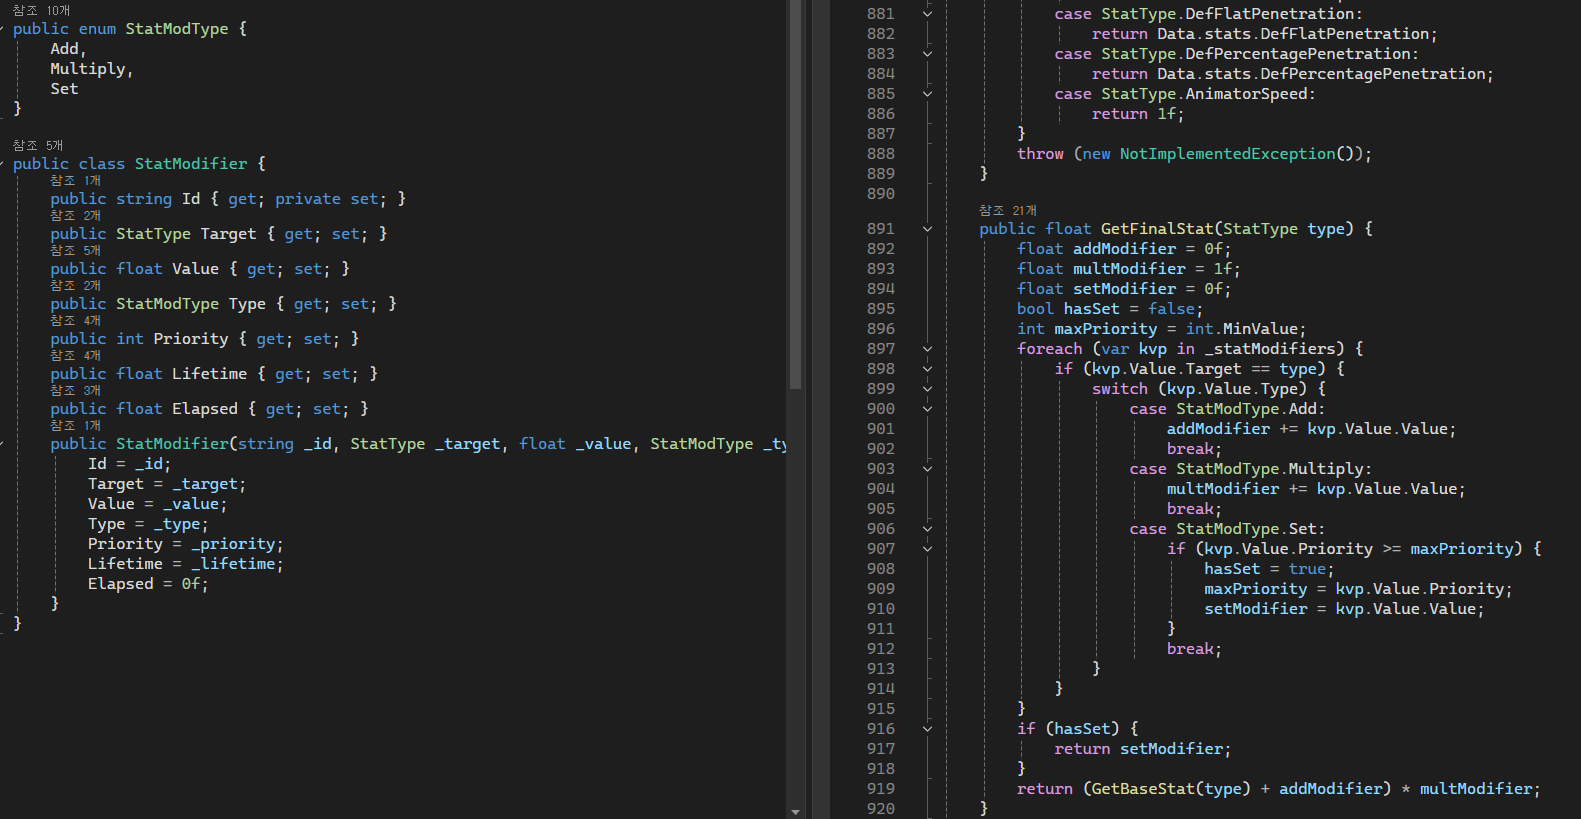 참조 10개
public enum StatModType {
Add,
Multiply,
Set
}
참조 5개
public class StatModifier {
참조 1개
public string Id { get; private set; }
참조 2개
public StatType Target { get; set; }
참조 5개
public float Value { get; set; }
참조 2개
public StatModType Type { get; set; }
참조 4개
public int Priority { get; set; }
참조 4개
public float Lifetime { get; set; }
참조 3개
public float Elapsed { get; set; }
참조 1개
public StatModifier(string _id, StatType _target, float _value, StatModType _ty
Id = _id;
Target = _target;
Value = _value;
Type = _type;
Priority = _priority;
Lifetime = _lifetime;
Elapsed = 0f;
}
}
881 case StatType.DefFlatPenetration:
882 return Data.stats.DefFlatPenetration;
883 case StatType.DefPercentagePenetration:
884 return Data.stats.DefPercentagePenetration;
885 case StatType.AnimatorSpeed:
886 return 1f;
887 }
888 throw (new NotImplementedException());
889 }
890
참조 21개
891 public float GetFinalStat(StatType type) {
892 float addModifier = 0f;
893 float multModifier = 1f;
894 float setModifier = 0f;
895 bool hasSet = false;
896 int maxPriority = int.MinValue;
897 foreach (var kvp in _statModifiers) {
898 if (kvp.Value.Target == type) {
899 switch (kvp.Value.Type) {
900 case StatModType.Add:
901 addModifier += kvp.Value.Value;
902 break;
903 case StatModType.Multiply:
904 multModifier += kvp.Value.Value;
905 break;
906 case StatModType.Set:
907 if (kvp.Value.Priority >= maxPriority) {
908 hasSet = true;
909 maxPriority = kvp.Value.Priority;
910 setModifier = kvp.Value.Value;
911 }
912 break;
913 }
914 }
915 }
916 if (hasSet) {
917 return setModifier;
918 }
919 return (GetBaseStat(type) + addModifier) * multModifier;
920 }